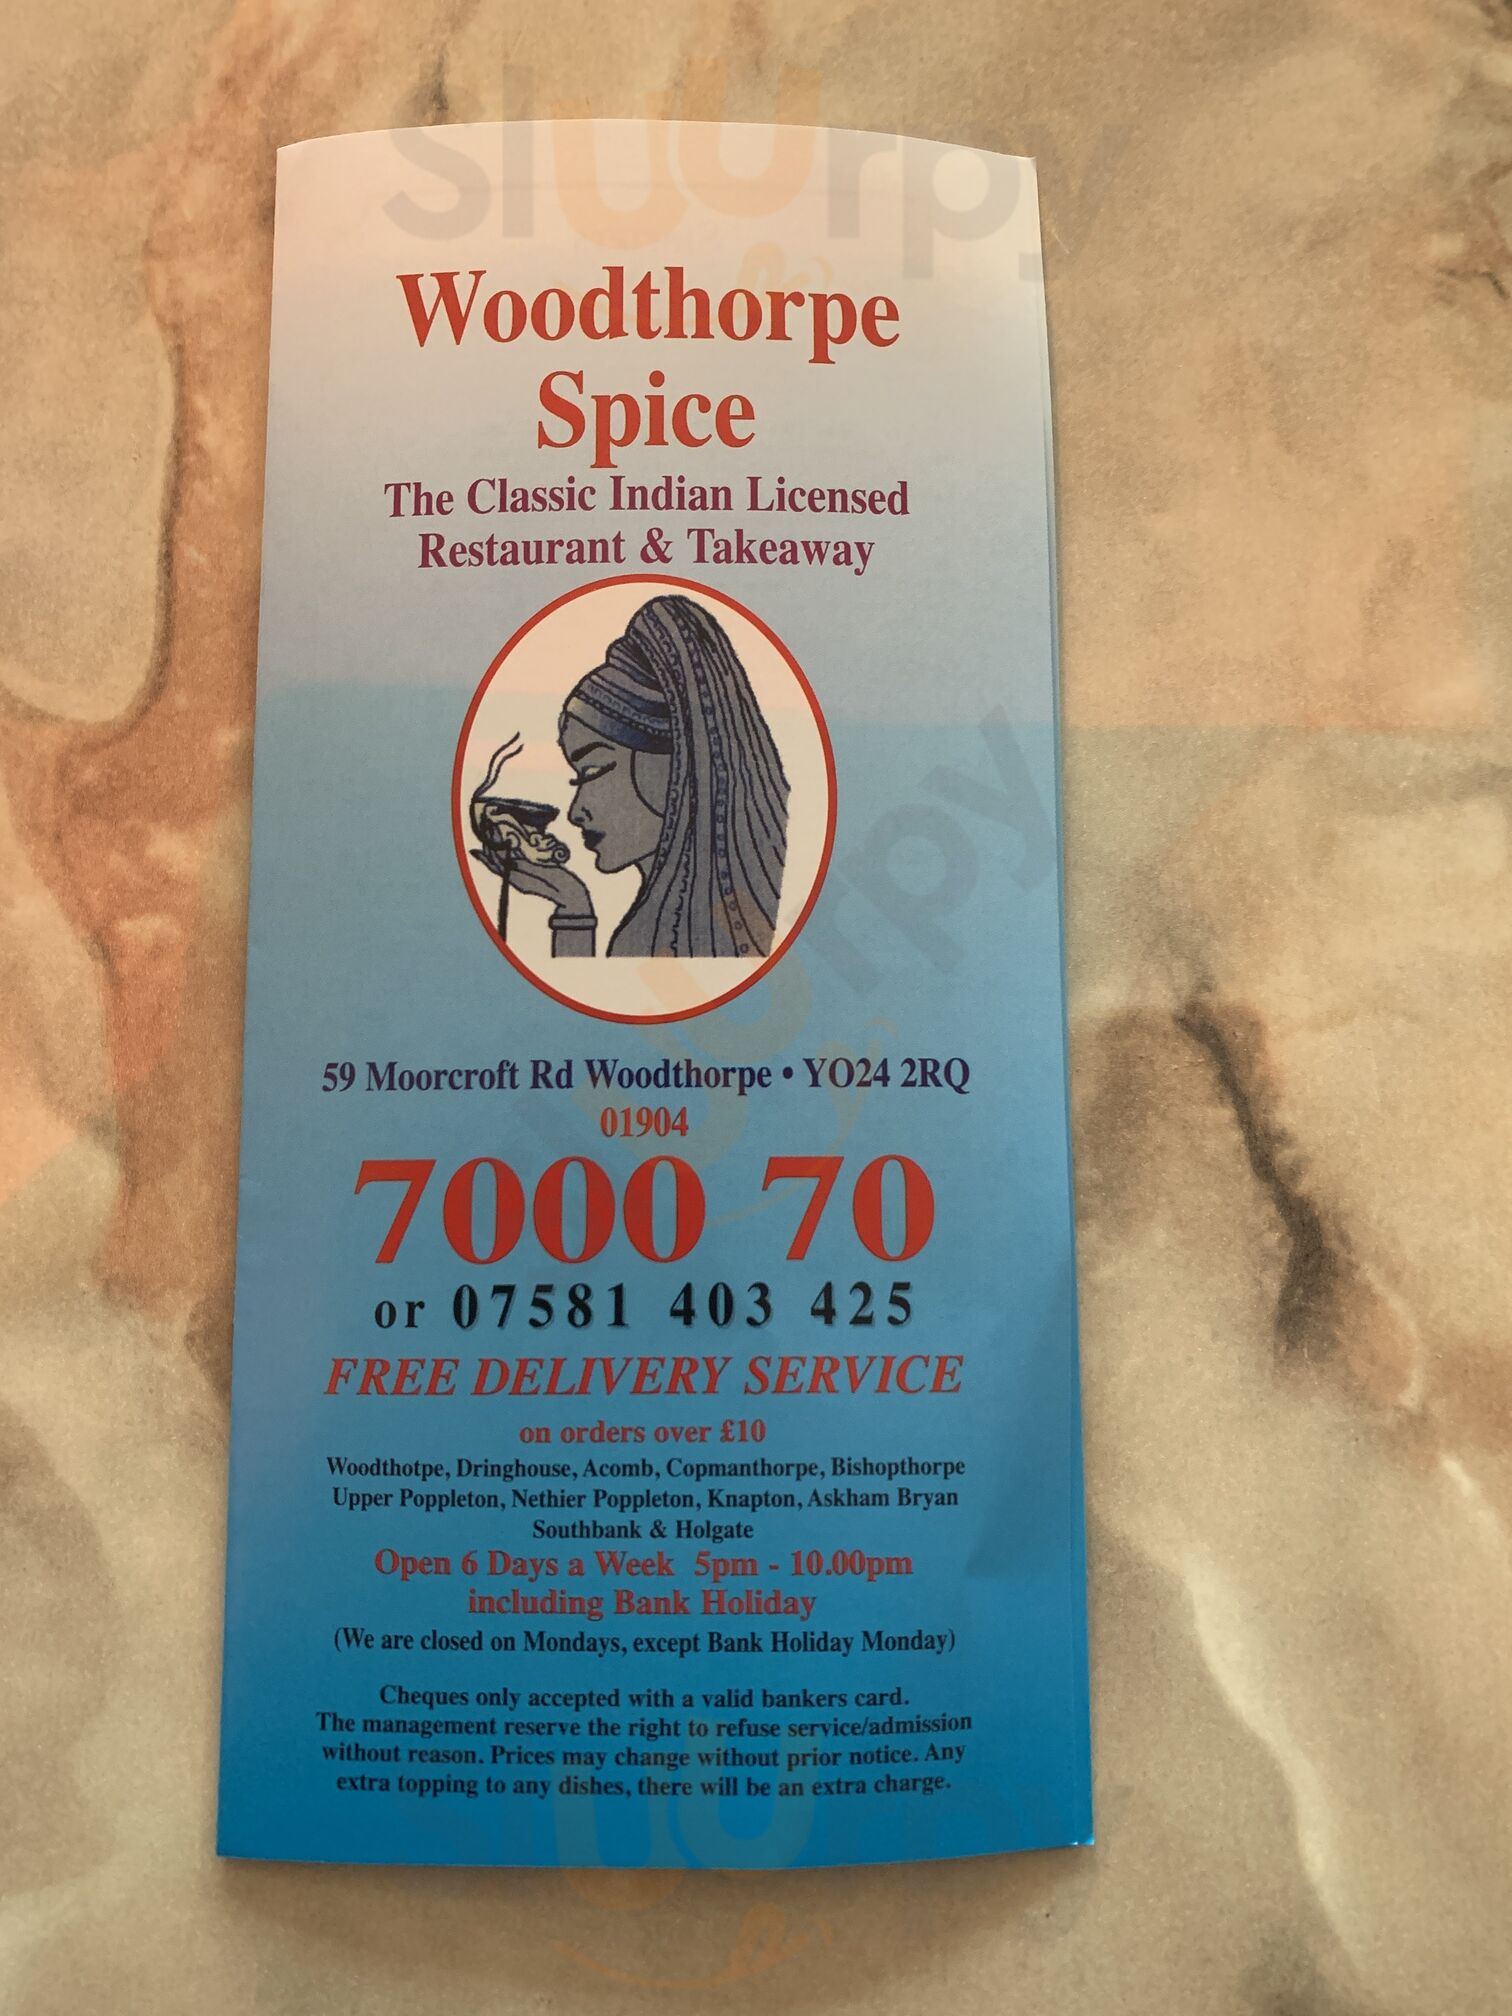 sluurpy
Woodthorpe
Spice
The Classic Indian Licensed
Restaurant & Takeaway
sluurpy
59 Moorcroft Rd Woodthorpe • YO24 2RQ
01904
7000 70
or 07581 403 425
FREE DELIVERY SERVICE
on orders over £10
Woodthotpe, Dringhouse, Acomb, Copmanthorpe, Bishopthorpe
Upper Poppleton, Nethier Poppleton, Knapton, Askham Bryan
Southbank & Holgate
Open 6 Days a Week 5pm - 10.00pm
including Bank Holiday
(We are closed on Mondays, except Bank Holiday Monday)
Cheques only accepted with a valid bankers card.
The management reserve the right to refuse service/admission
without reason. Prices may change without prior notice. Any
extra topping to any dishes, there will be an extra charge.
sluurpy